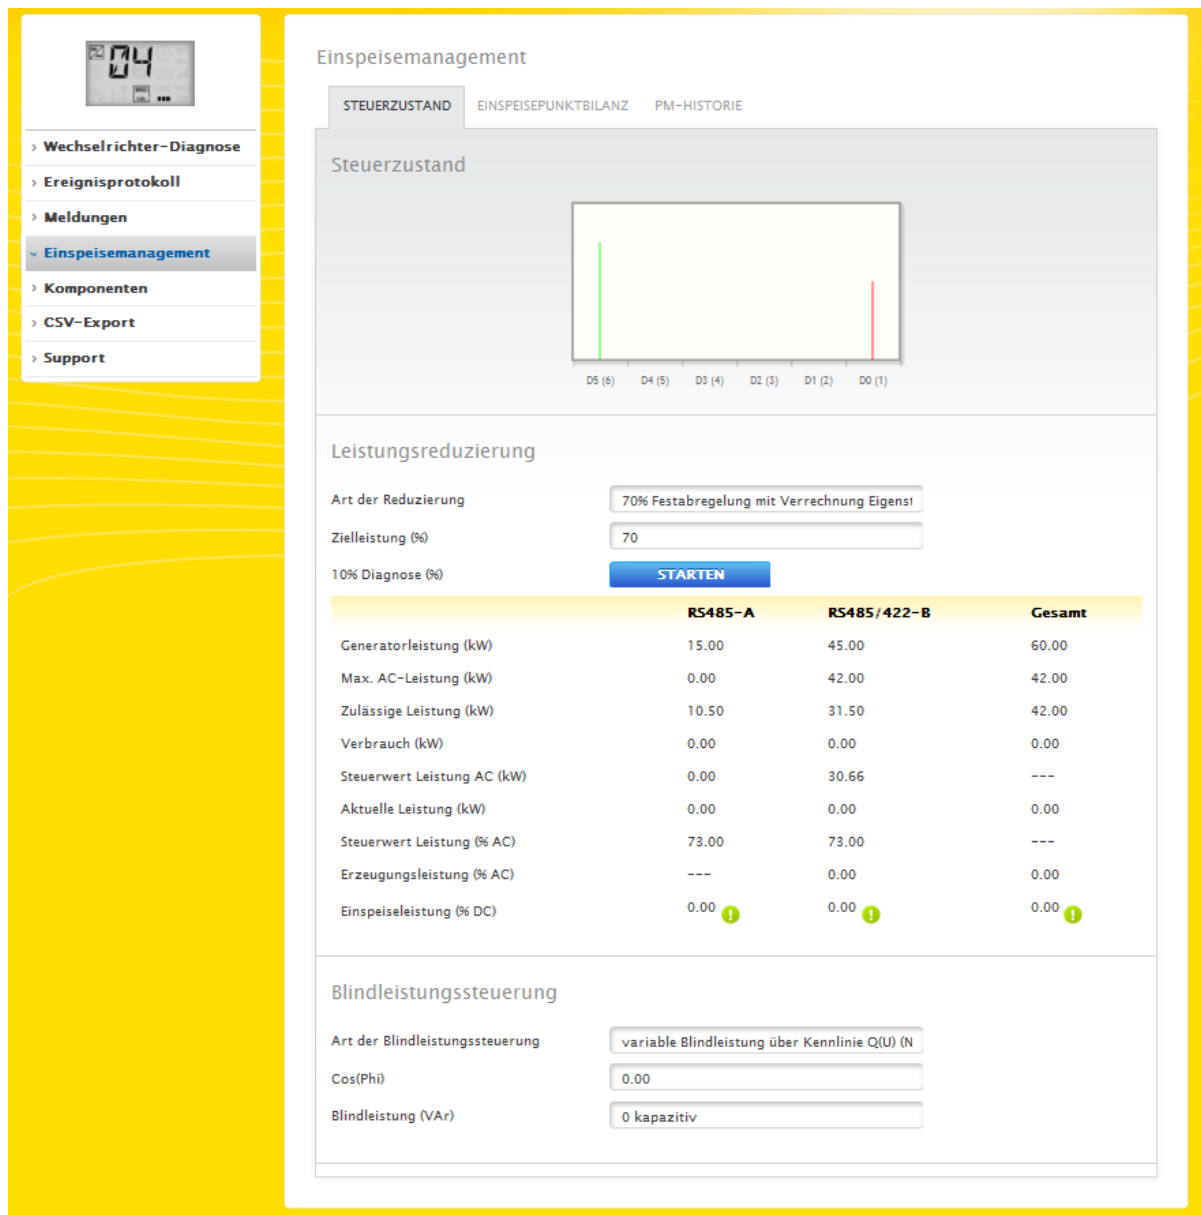 04
Einspeisemanagement
STEUERZUSTAND EINSPEISEPUNKTBILANZ PM-HISTORIE
Wechselrichter-Diagnose
Ereignisprotokoll
Meldungen
Einspeisemanagement
Komponenten
CSV-Export
Support
Steuerzustand
D5 (6) D4 (5) D3 (4) D2 (3) D1 (2) D0 (1)
Leistungsreduzierung
Art der Reduzierung 70% Festabregelung mit Verrechnung Eigenst
Zielleistung (%) 70
10% Diagnose (%) STARTEN
RS485-A RS485/422-B Gesamt
Generatorleistung (kW) 15.00 45.00 60.00
Max. AC-Leistung (kW) 0.00 42.00 42.00
Zulässige Leistung (kW) 10.50 31.50 42.00
Verbrauch (kW) 0.00 0.00 0.00
Steuerwert Leistung AC (kW) 0.00 30.66 ---
Aktuelle Leistung (kW) 0.00 0.00 0.00
Steuerwert Leistung (% AC) 73.00 73.00 ---
Erzeugungsleistung (% AC) --- 0.00 0.00
Einspeiseleistung (% DC) 0.00 ! 0.00 ! 0.00 !
Blindleistungssteuerung
Art der Blindleistungssteuerung variable Blindleistung über Kennlinie Q(U) (N
Cos(Phi) 0.00
Blindleistung (VAr) 0 kapazitiv